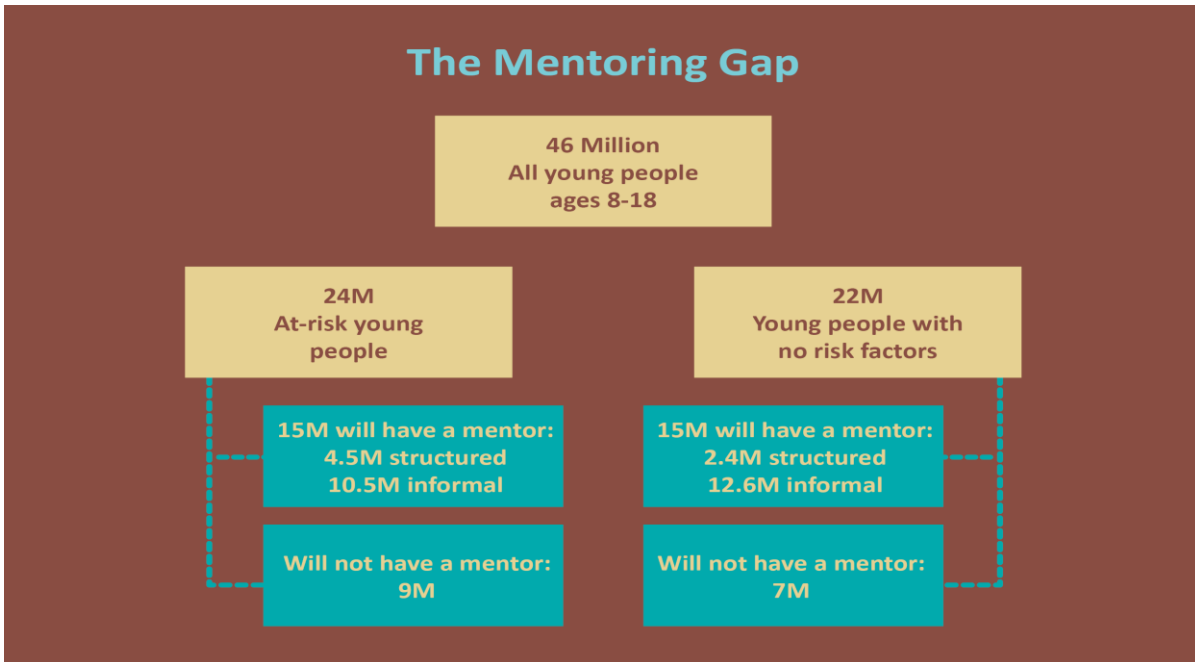 The Mentoring Gap
46 Million
All young people
ages 8-18
24M
At-risk young
people
15M will have a mentor:
4.5M structured
10.5M informal
Will not have a mentor:
9M
22M
Young people with
no risk factors
15M will have a mentor:
2.4M structured
12.6M informal
Will not have a mentor:
7M